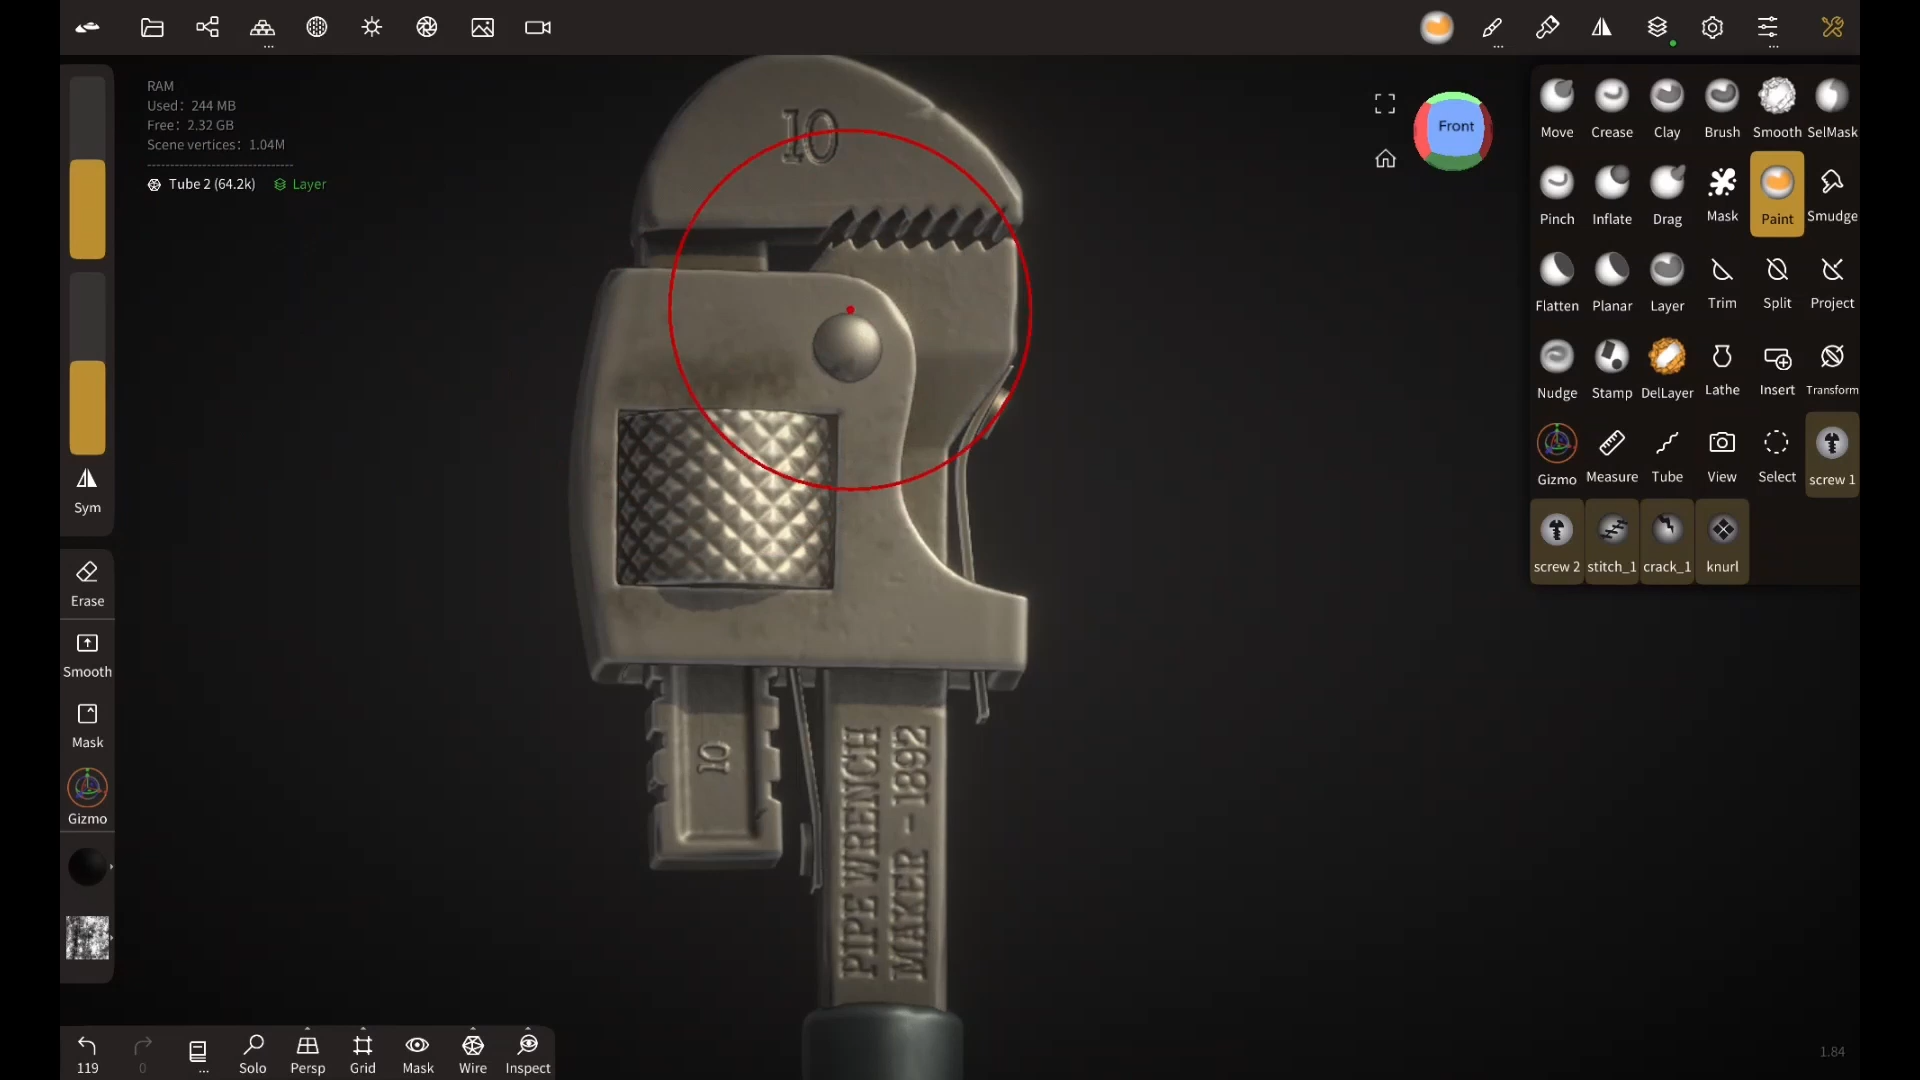 RAM
Used: 244 MB
Free: 2.32 GB
Scene vertices: 1.04M
Tube 2 (64.2k) Layer
Front
Move Crease Clay Brush Smooth SelMask
Pinch Inflate Drag Mask Paint Smudge
Flatten Planar Layer Trim Split Project
Nudge Stamp DelLayer Lathe Insert Transform
Gizmo Measure Tube View Select screw 1
screw 2 stitch_1 crack_1 knurl
Sym
Erase
Smooth
Mask
Gizmo
10
10
PIPE WRENCH
MAKER - 1892
119 0 ... Solo Persp Grid Mask Wire Inspect
1.84